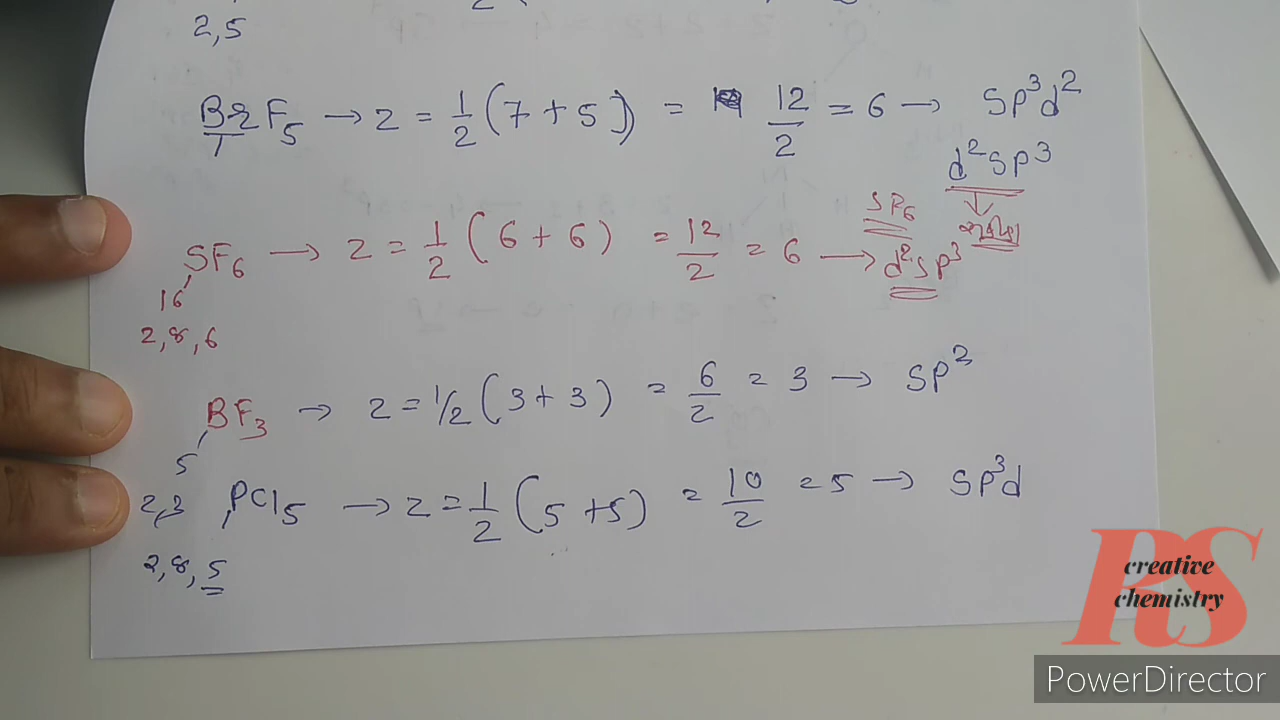 2,5
BrF5 → z = 1/2 (7 + 5) = 12/2 = 6 → SP³d²
d²SP³
SF6 → z = 1/2 (6 + 6) = 12/2 = 6 → d²SP³
16
2,8,6
BF3 → z = 1/2 (3 + 3) = 6/2 = 3 → SP²
5
2,3
PCl5 → z = 1/2 (5 + 5) = 10/2 = 5 → SP³d
2,8,5
RS
creative
chemistry
PowerDirector